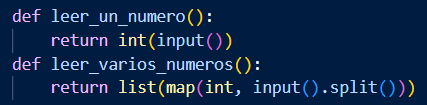 def leer_un_numero():
    return int(input())
def leer_varios_numeros():
    return list(map(int, input().split()))